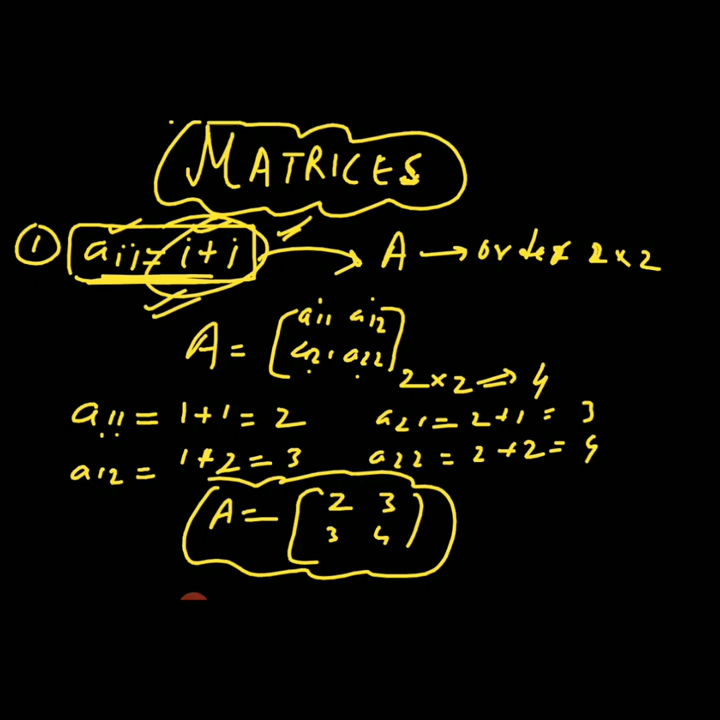 MATRICES
① aij = i+j → A → order 2×2
A = [a11 a12
a21 a22] 2×2 ⇒ 4
a11 = 1+1 = 2 a21 = 2+1 = 3
a12 = 1+2 = 3 a22 = 2+2 = 4
A = [2 3
3 4]